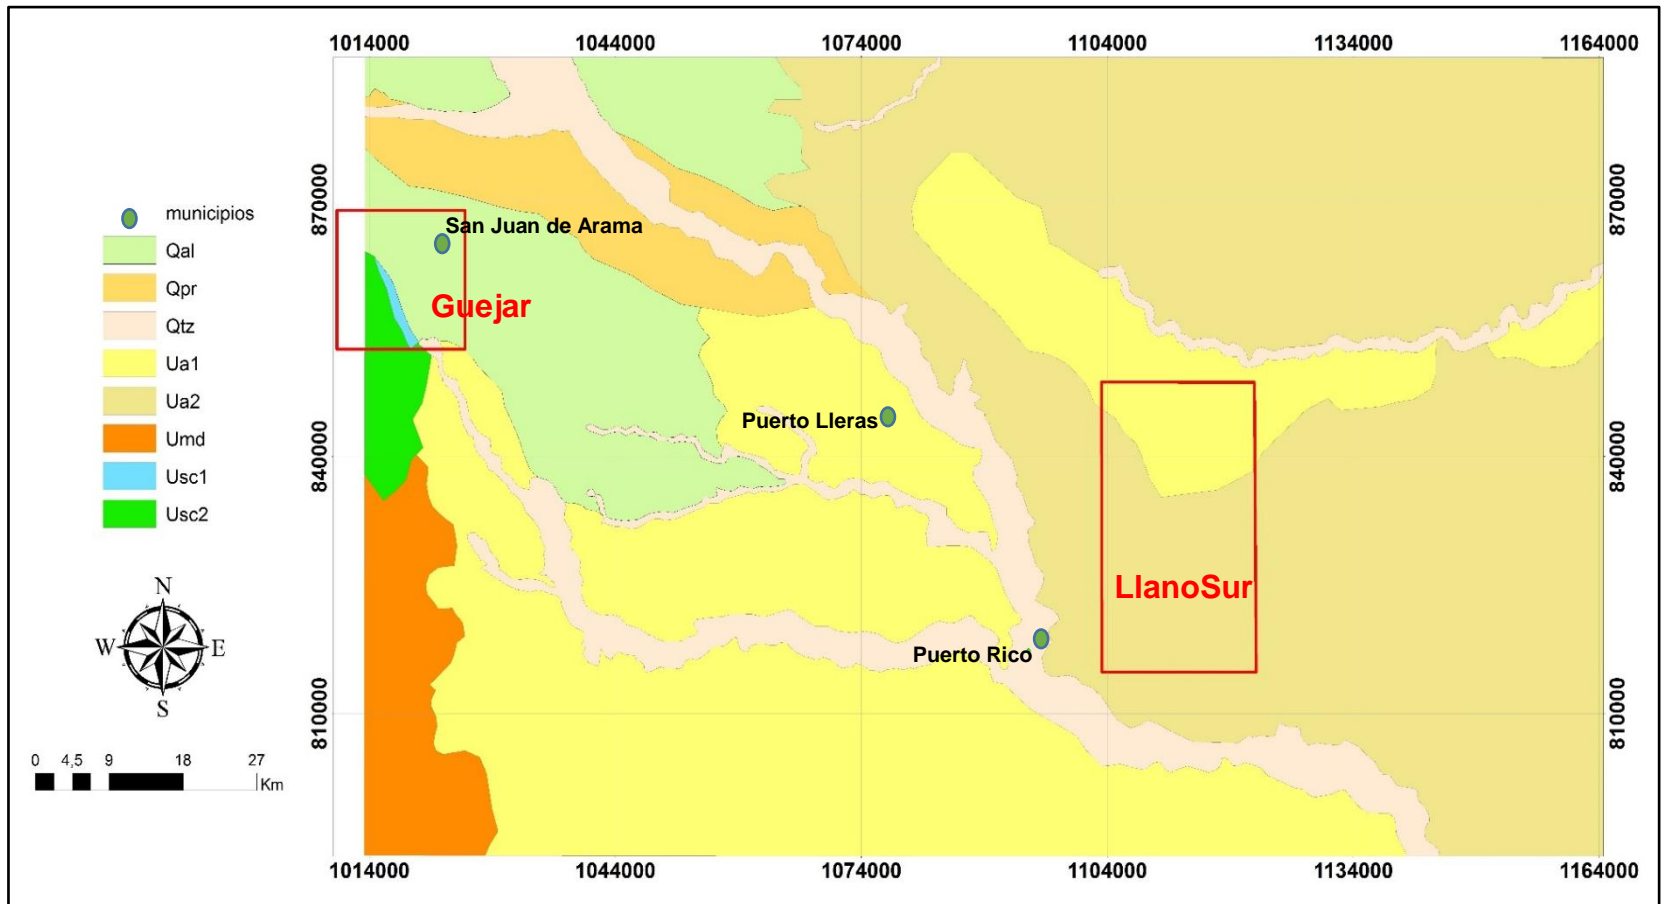 1014000 1044000 1074000 1104000 1134000 1164000
870000
840000
810000
870000
840000
810000
municipios
Qal
Qpr
Qtz
Ua1
Ua2
Umd
Usc1
Usc2
San Juan de Arama
Guejar
Puerto Lleras
LlanoSur
Puerto Rico
N
W E
S
0 4,5 9 18 27
Km
1014000 1044000 1074000 1104000 1134000 1164000